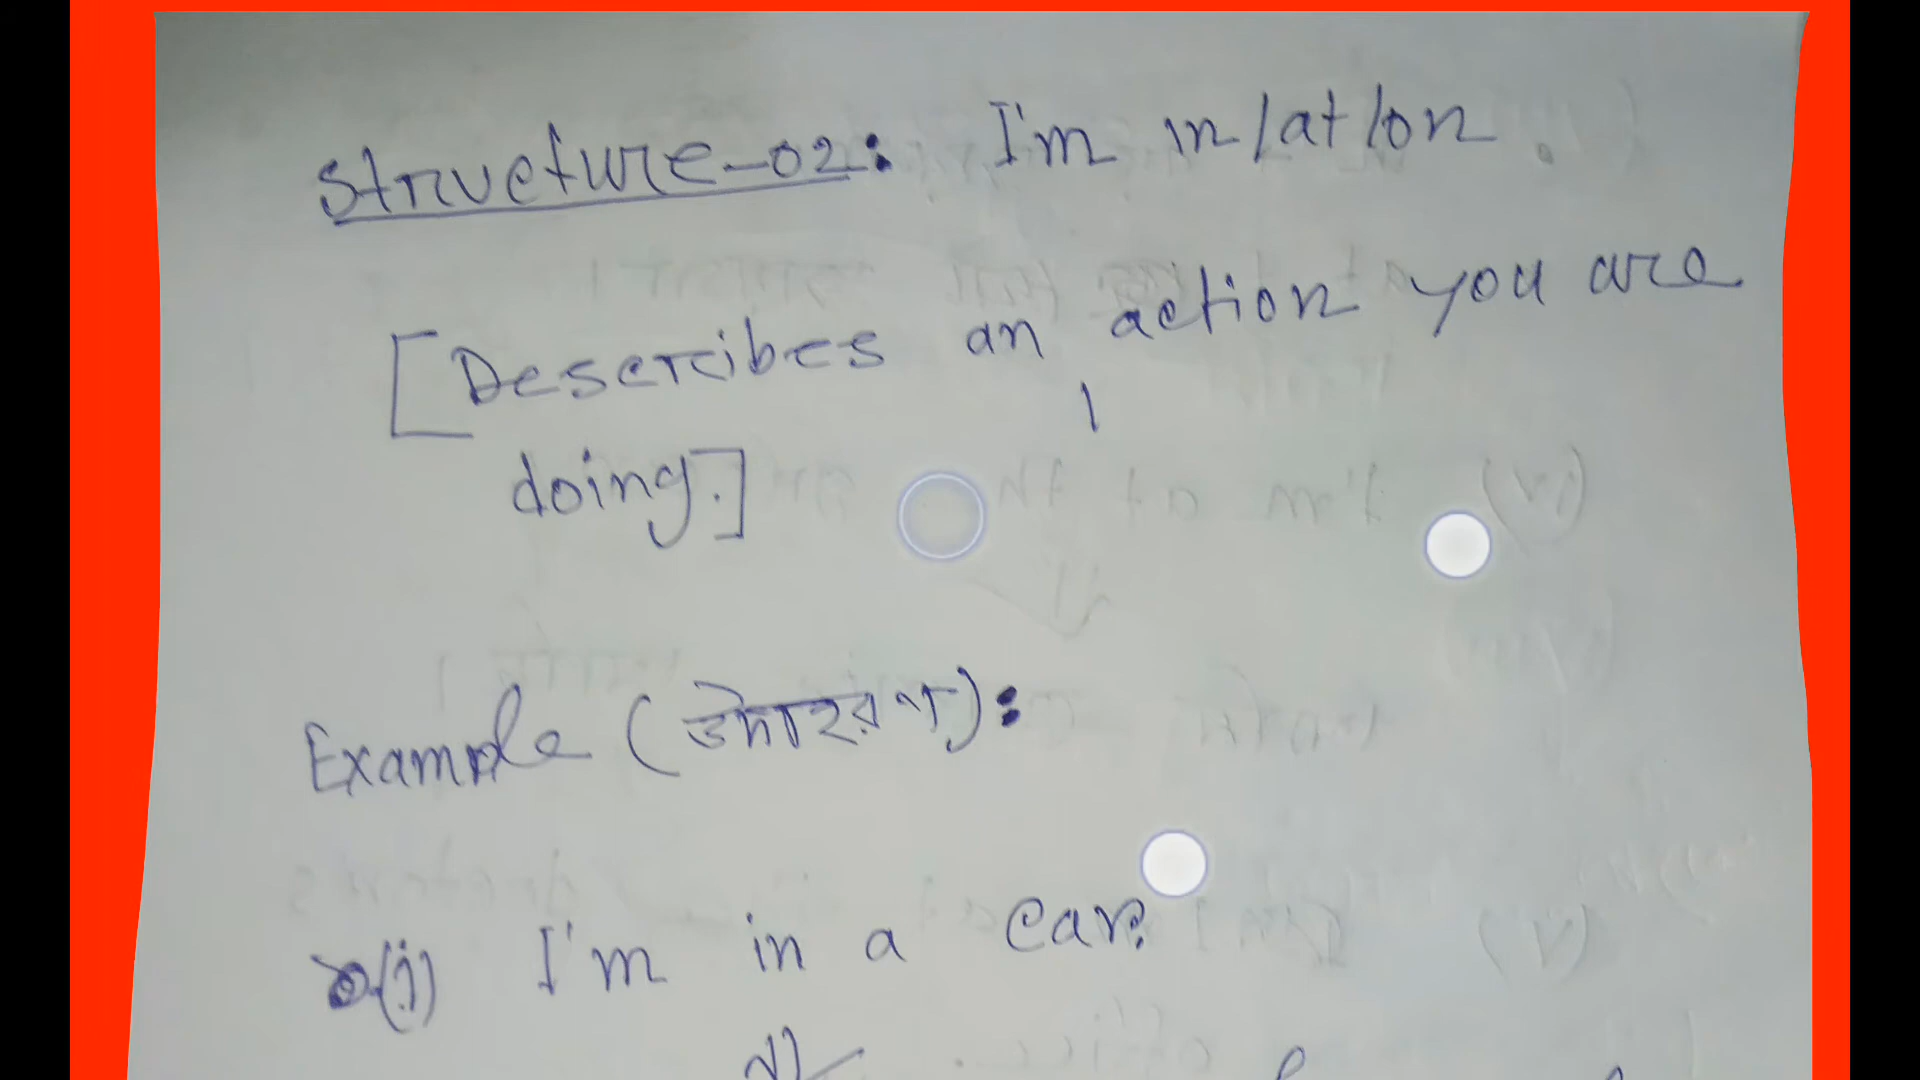 Structure-02: I'm in/at/on.
[Describes an action you are
doing.]
Example (উদাহরণ):
(i) I'm in a car.